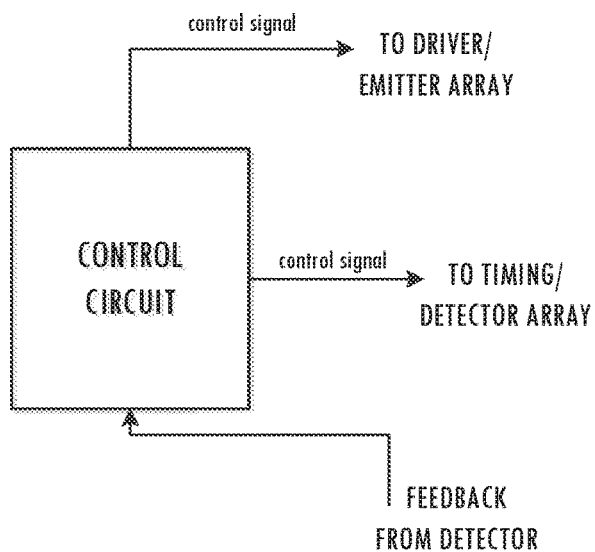 control signal
TO DRIVER/
EMITTER ARRAY
CONTROL
CIRCUIT
control signal
TO TIMING/
DETECTOR ARRAY
FEEDBACK
FROM DETECTOR